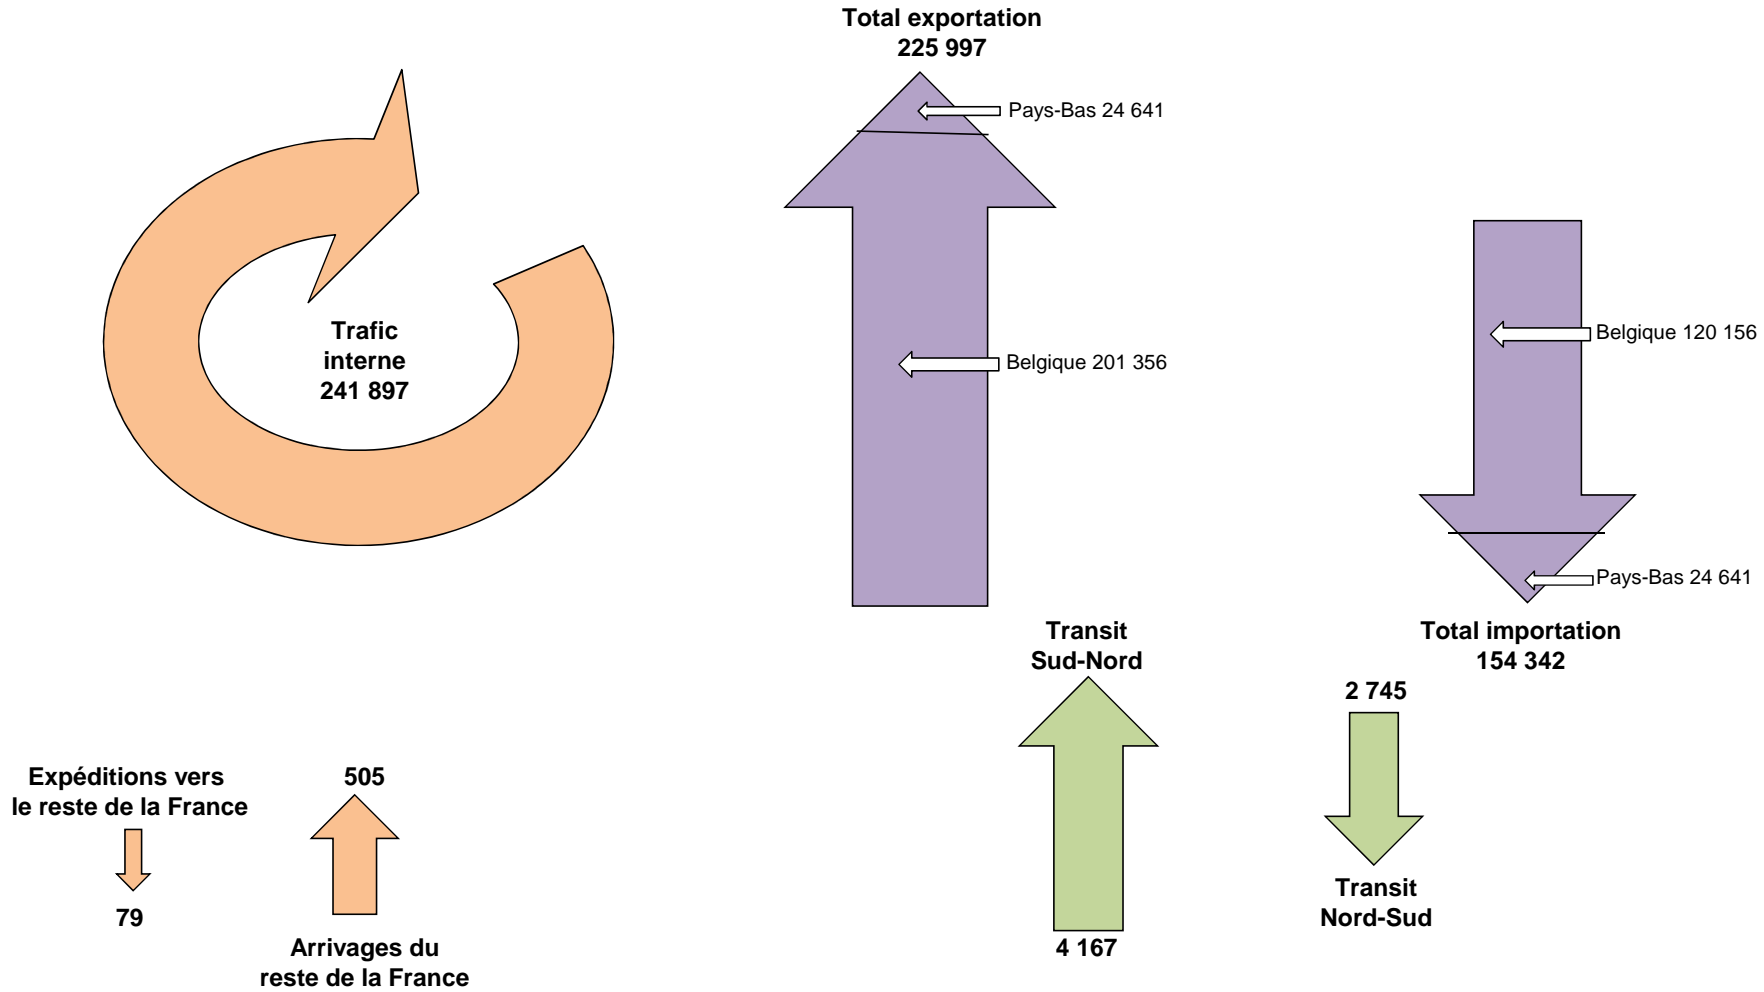 Total exportation
225 997
Pays-Bas 24 641
Trafic
interne
241 897
Belgique 201 356
Belgique 120 156
Pays-Bas 24 641
Total importation
154 342
Transit
Sud-Nord
4 167
2 745
Transit
Nord-Sud
Expéditions vers
le reste de la France
79
505
Arrivages du
reste de la France